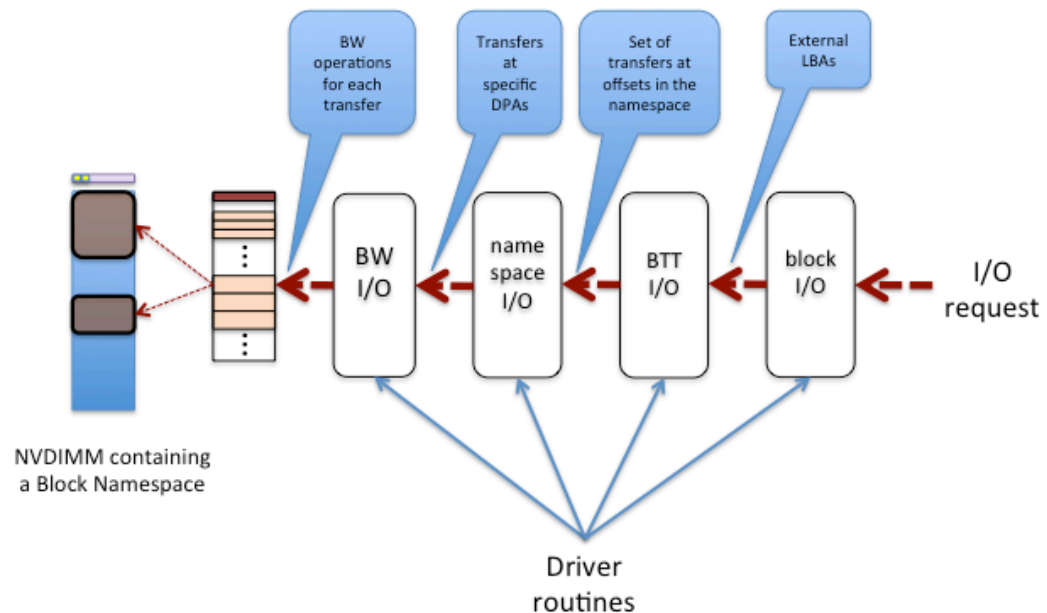 BW
operations
for each
transfer
Transfers
at
specific
DPAs
Set of
transfers at
offsets in the
namespace
External
LBAs
BW
I/O
name
space
I/O
BTT
I/O
block
I/O
I/O
request
NVDIMM containing
a Block Namespace
Driver
routines